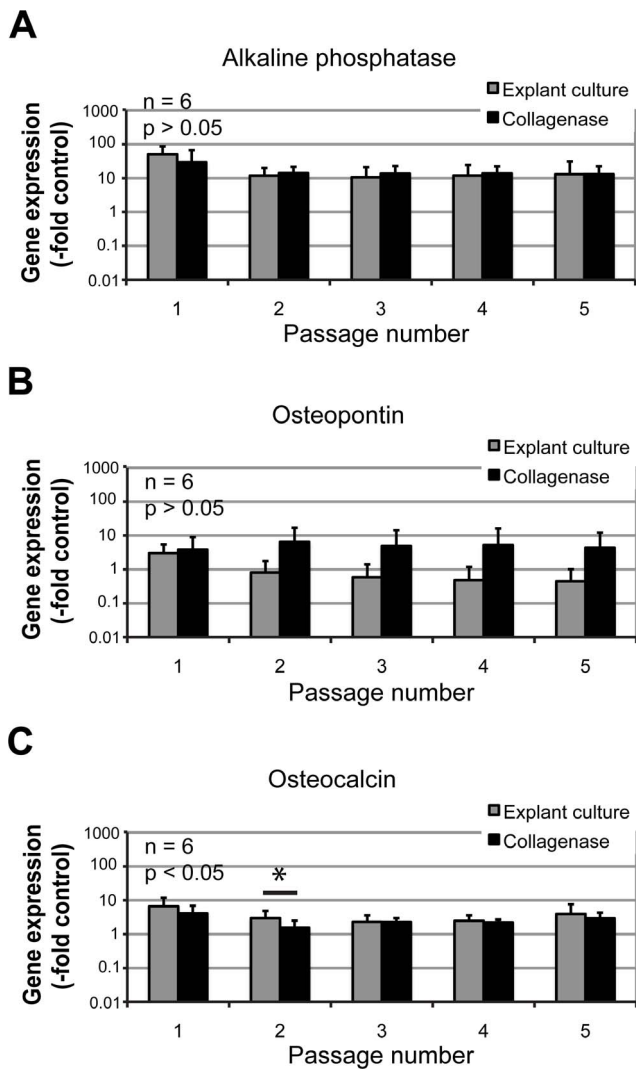 A
Alkaline phosphatase
Explant culture
Collagenase
n = 6
p > 0.05
Gene expression
(-fold control)
1000
100
10
1
0.1
0.01
1 2 3 4 5
Passage number
B
Osteopontin
Explant culture
Collagenase
n = 6
p > 0.05
Gene expression
(-fold control)
1000
100
10
1
0.1
0.01
1 2 3 4 5
Passage number
C
Osteocalcin
Explant culture
Collagenase
n = 6
p < 0.05
*
Gene expression
(-fold control)
1000
100
10
1
0.1
0.01
1 2 3 4 5
Passage number